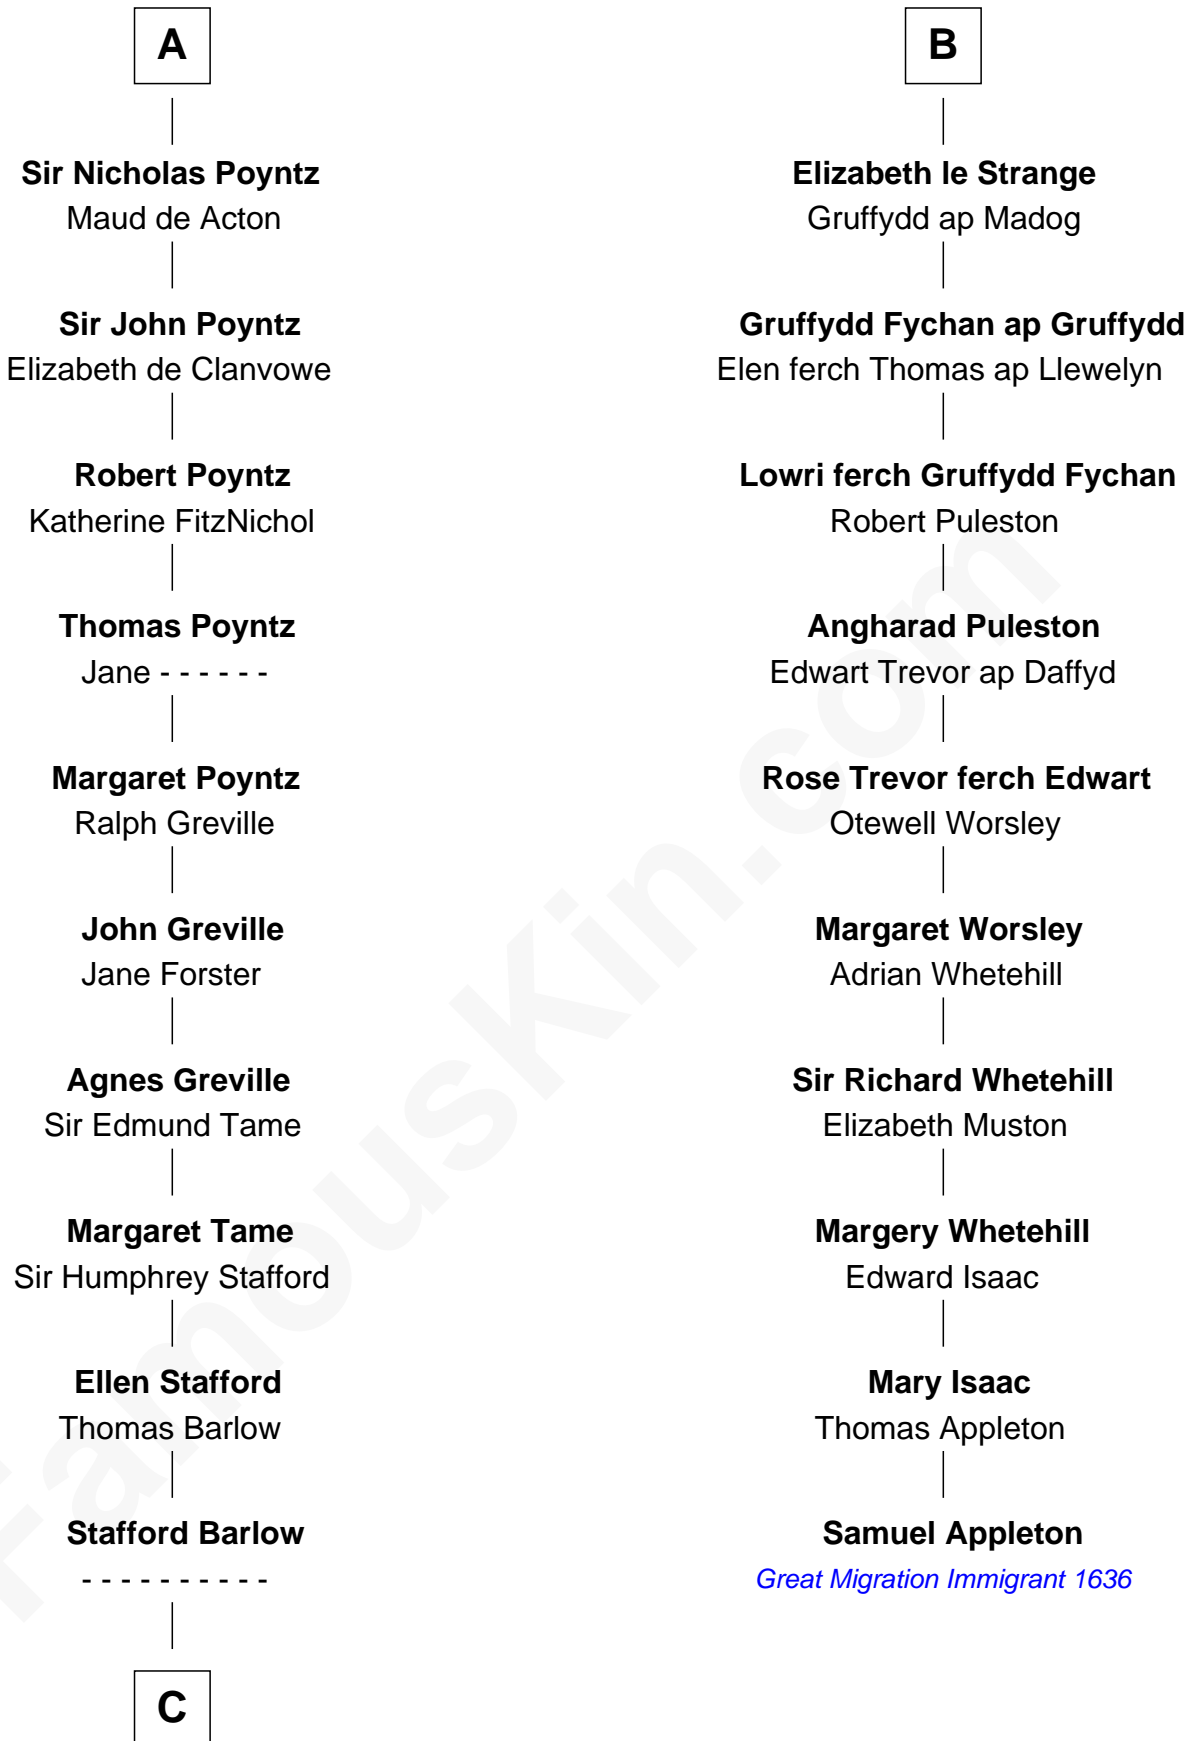 A
Sir Nicholas Poyntz
Maud de Acton
Sir John Poyntz
Elizabeth de Clanvowe
Robert Poyntz
Katherine FitzNichol
Thomas Poyntz
Jane - - - - - -
Margaret Poyntz
Ralph Greville
John Greville
Jane Forster
Agnes Greville
Sir Edmund Tame
Margaret Tame
Sir Humphrey Stafford
Ellen Stafford
Thomas Barlow
Stafford Barlow
- - - - - - - - - -
C
B
Elizabeth le Strange
Gruffydd ap Madog
Gruffydd Fychan ap Gruffydd
Elen ferch Thomas ap Llewelyn
Lowri ferch Gruffydd Fychan
Robert Puleston
Angharad Puleston
Edwart Trevor ap Daffyd
Rose Trevor ferch Edwart
Otewell Worsley
Margaret Worsley
Adrian Whetehill
Sir Richard Whetehill
Elizabeth Muston
Margery Whetehill
Edward Isaac
Mary Isaac
Thomas Appleton
Samuel Appleton
Great Migration Immigrant 1636
FamousKin.com